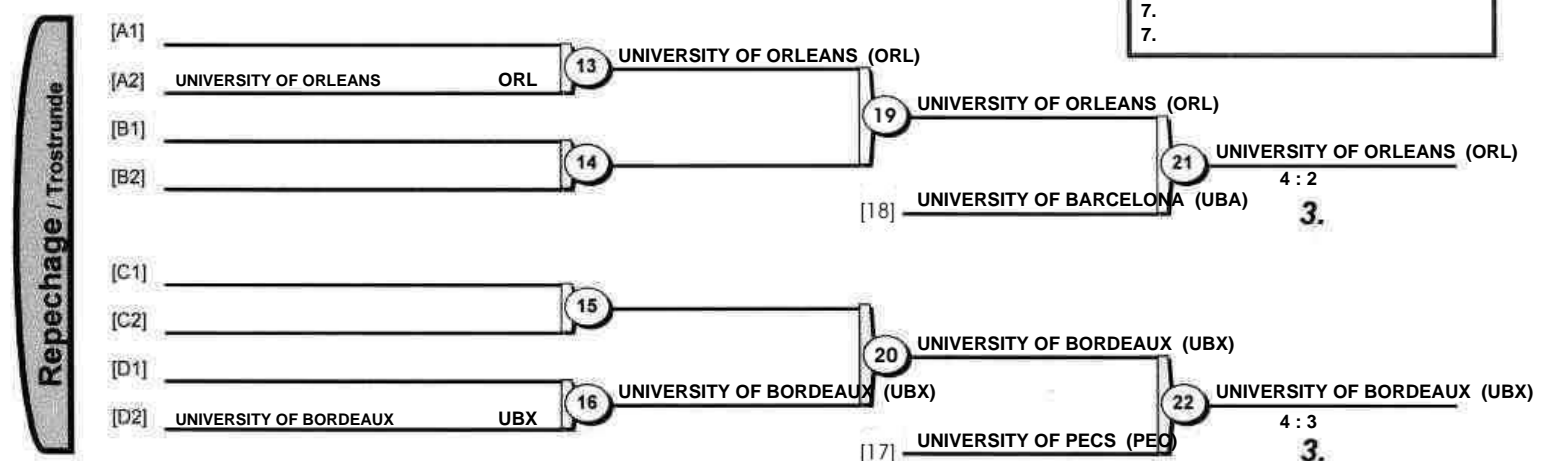 7.
7.
[A1]
13
UNIVERSITY OF ORLEANS (ORL)
[A2] UNIVERSITY OF ORLEANS ORL
19
UNIVERSITY OF ORLEANS (ORL)
[B1]
14
[B2]
21
UNIVERSITY OF ORLEANS (ORL)
4 : 2
3.
[18] UNIVERSITY OF BARCELONA (UBA)
Repechage / Trostrunde
[C1]
15
[C2]
20
UNIVERSITY OF BORDEAUX (UBX)
[D1]
16
UNIVERSITY OF BORDEAUX (UBX)
[D2] UNIVERSITY OF BORDEAUX UBX
22
UNIVERSITY OF BORDEAUX (UBX)
4 : 3
3.
[17] UNIVERSITY OF PECS (PEC)